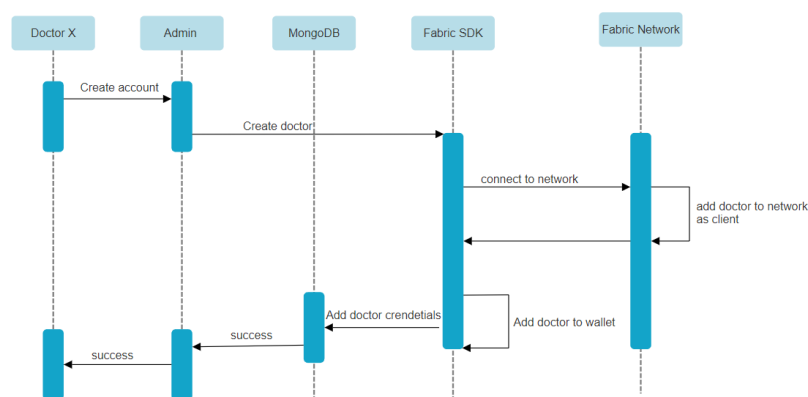 Doctor X
Admin
MongoDB
Fabric SDK
Fabric Network
Create account
Create doctor
connect to network
add doctor to network
as client
Add doctor crendetials
Add doctor to wallet
success
success